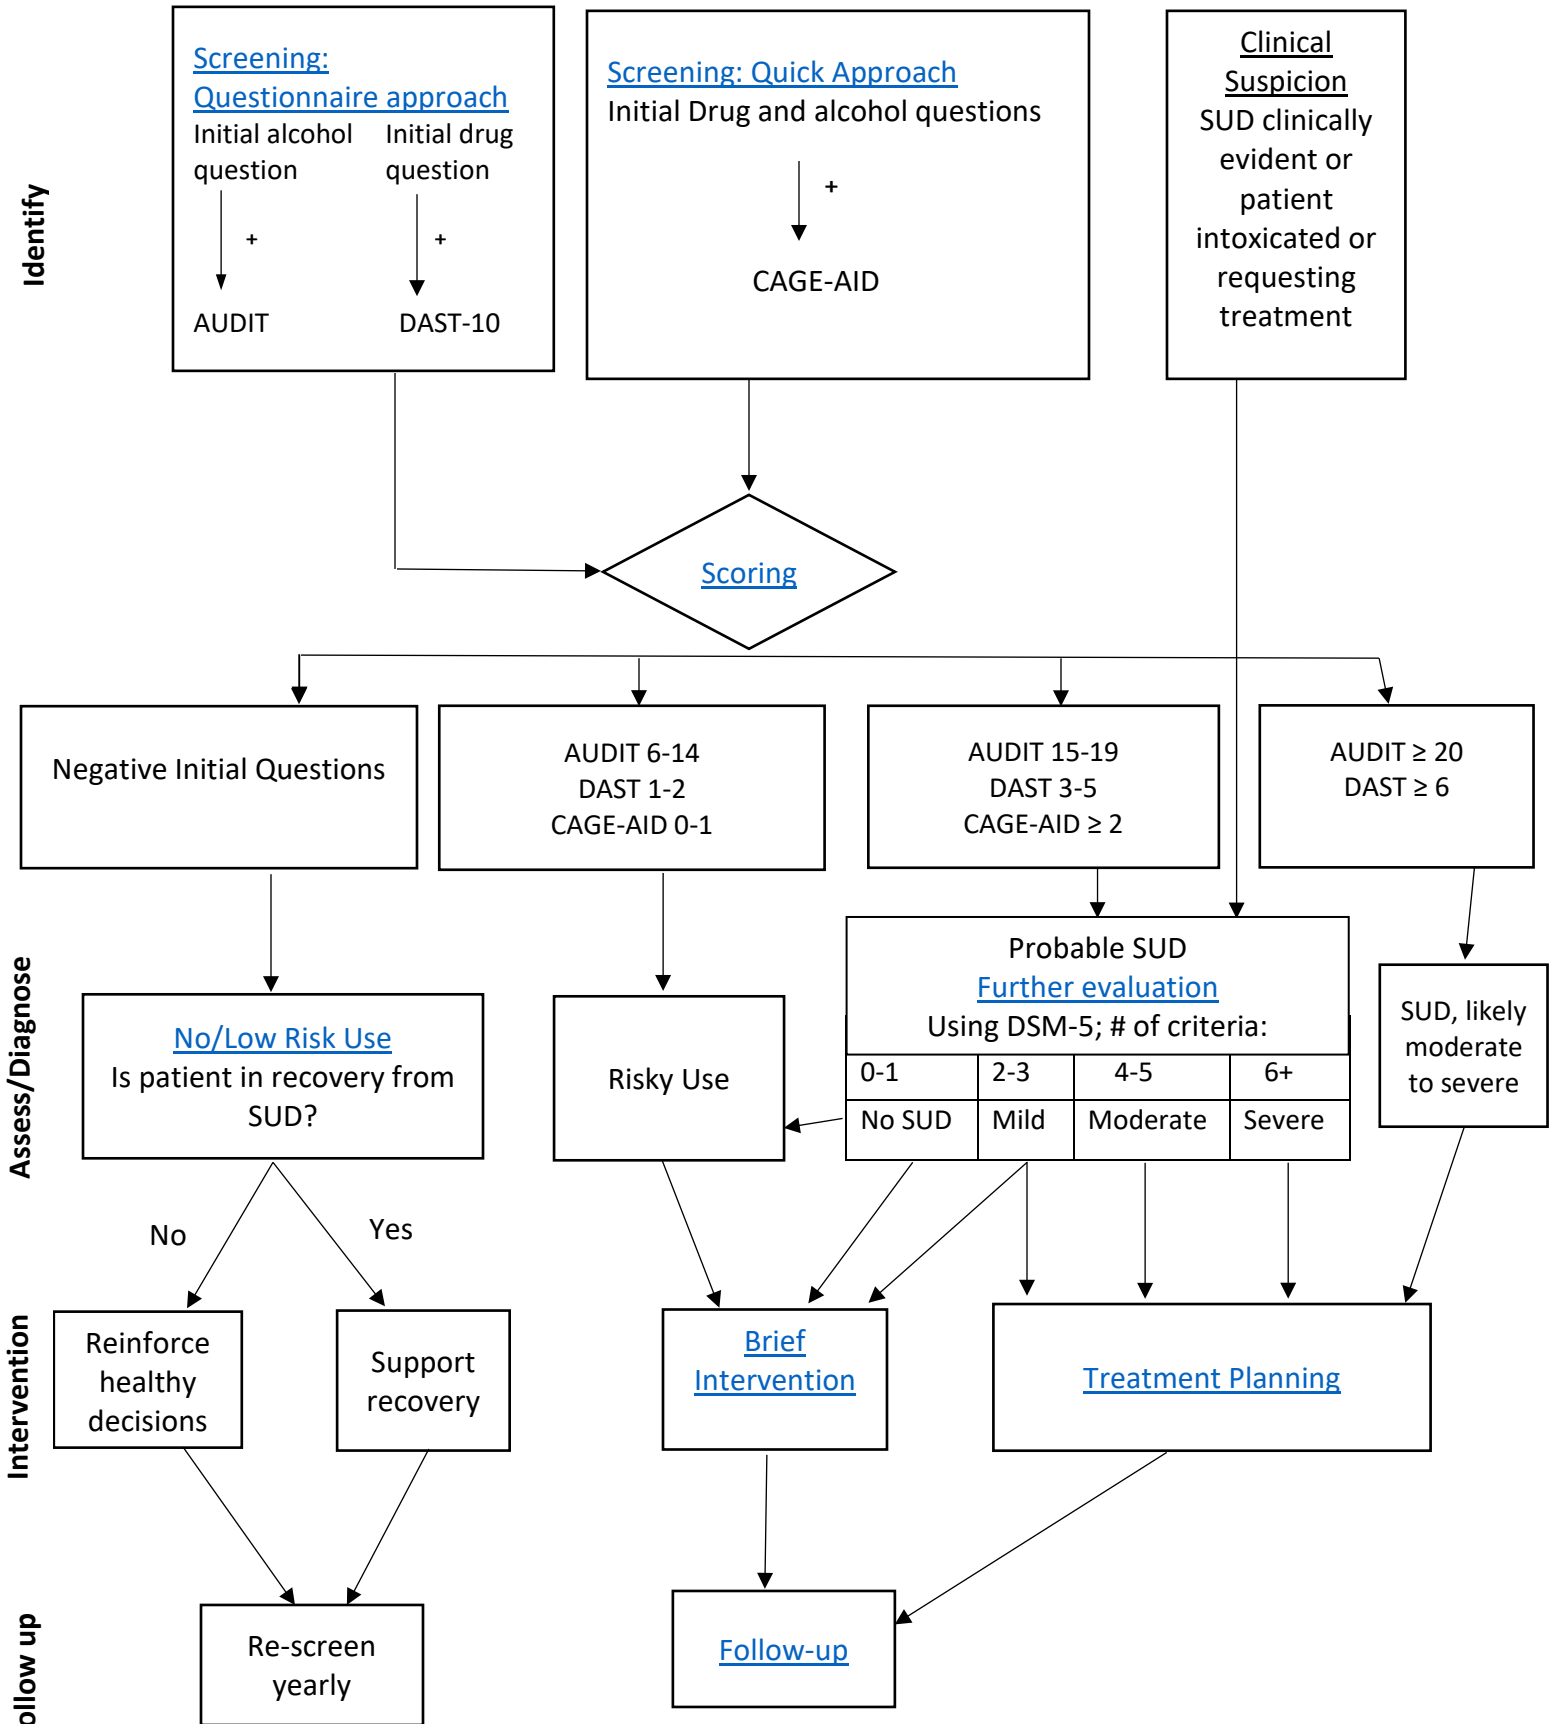 Identify
Screening:
Questionnaire approach
Initial alcohol
question
Initial drug
question
+
+
AUDIT
DAST-10
Screening: Quick Approach
Initial Drug and alcohol questions
+
CAGE-AID
Clinical
Suspicion
SUD clinically
evident or
patient
intoxicated or
requesting
treatment
Scoring
Negative Initial Questions
AUDIT 6-14
DAST 1-2
CAGE-AID 0-1
AUDIT 15-19
DAST 3-5
CAGE-AID ≥ 2
AUDIT ≥ 20
DAST ≥ 6
Assess/Diagnose
No/Low Risk Use
Is patient in recovery from
SUD?
Risky Use
Probable SUD
Further evaluation
Using DSM-5; # of criteria:
0-1 2-3 4-5 6+
No SUD Mild Moderate Severe
SUD, likely
moderate
to severe
No
Yes
Intervention
Reinforce
healthy
decisions
Support
recovery
Brief
Intervention
Treatment Planning
ollow up
Re-screen
yearly
Follow-up